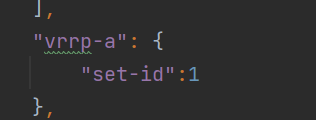 ],
"vrrp-a": {
"set-id":1
},